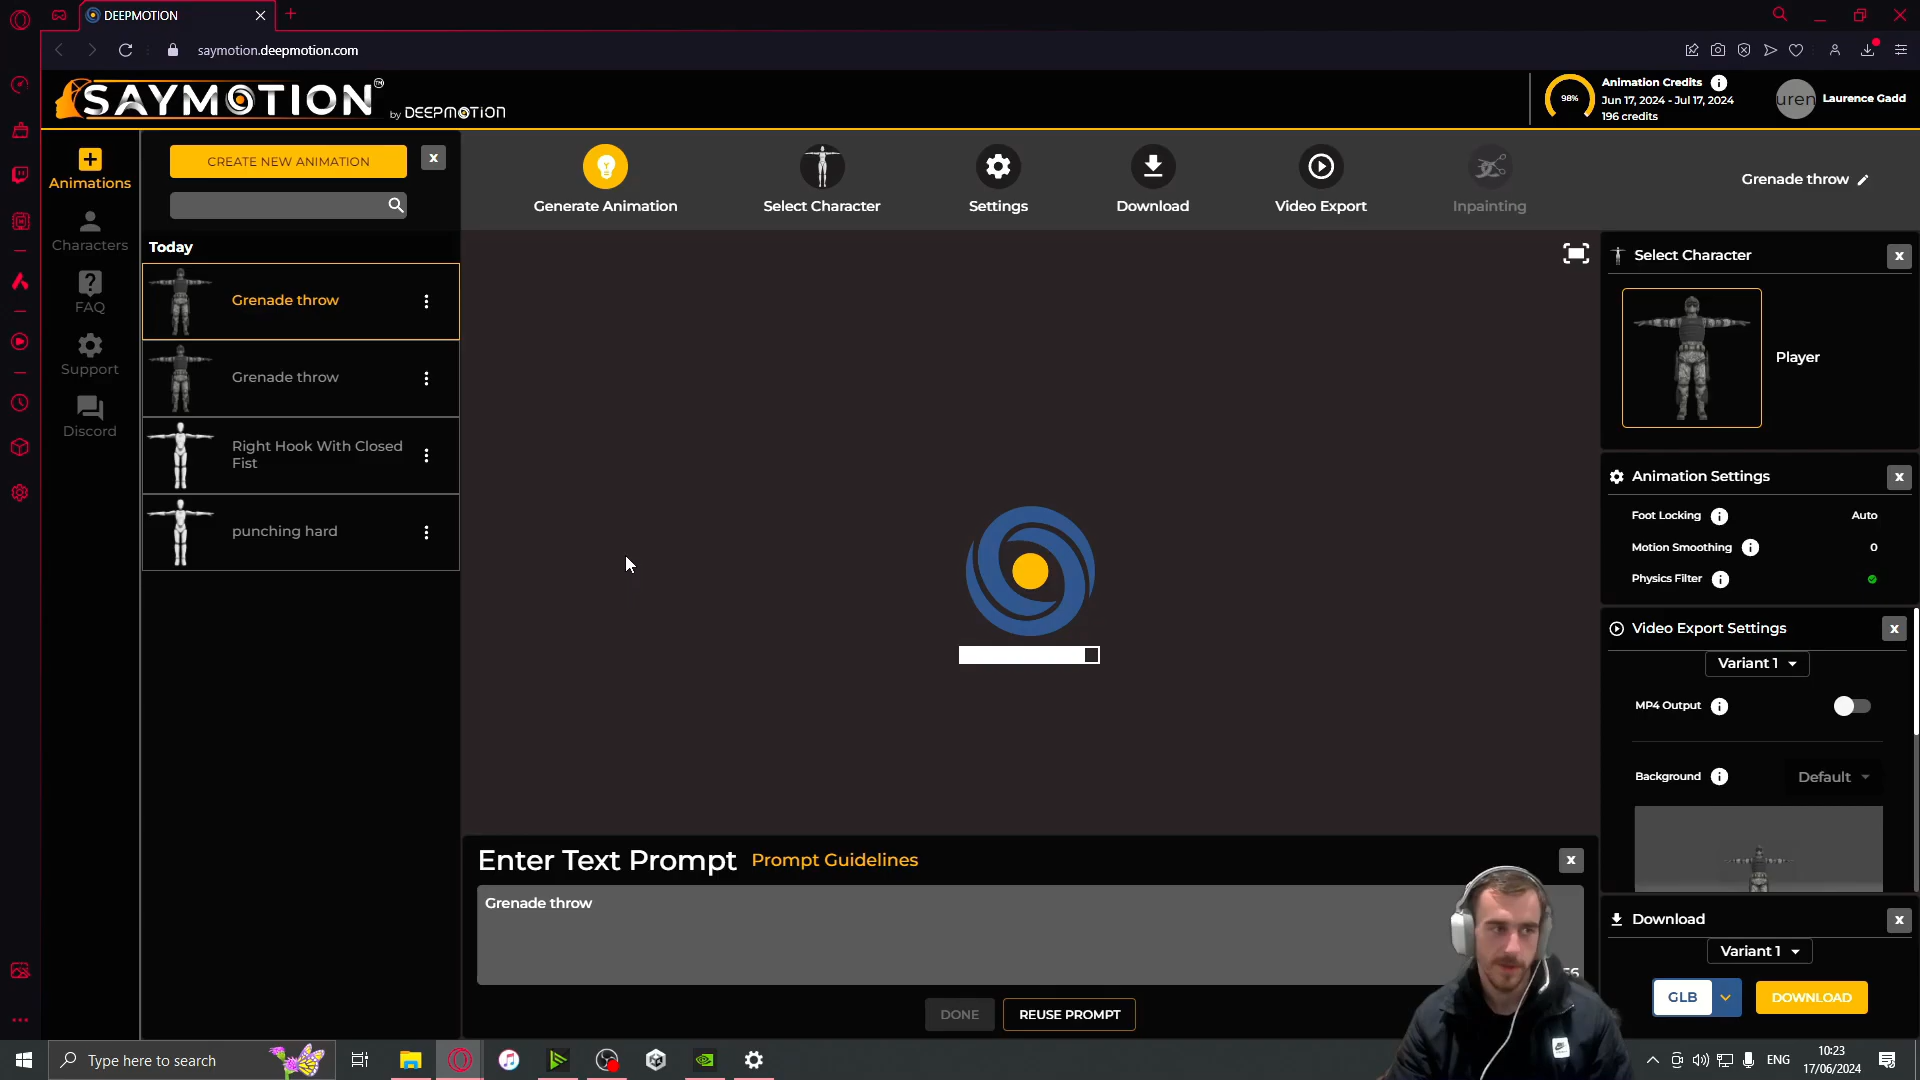 DEEPMOTION
saymotion.deepmotion.com
SAYMOTION™
by DEEPMOTION
98%
Animation Credits
Jun 17, 2024 - Jul 17, 2024
196 credits
uren
Laurence Gadd
Animations
Characters
FAQ
Support
Discord
CREATE NEW ANIMATION
x
Today
Grenade throw
Grenade throw
Right Hook With Closed
Fist
punching hard
Generate Animation
Select Character
Settings
Download
Video Export
Inpainting
Grenade throw
Select Character
x
Player
Animation Settings
x
Foot Locking
Auto
Motion Smoothing
0
Physics Filter
Video Export Settings
x
Variant 1
MP4 Output
Background
Default
Download
x
Variant 1
GLB
DOWNLOAD
Enter Text Prompt
Prompt Guidelines
x
Grenade throw
DONE
REUSE PROMPT
Type here to search
ENG
10:23
17/06/2024